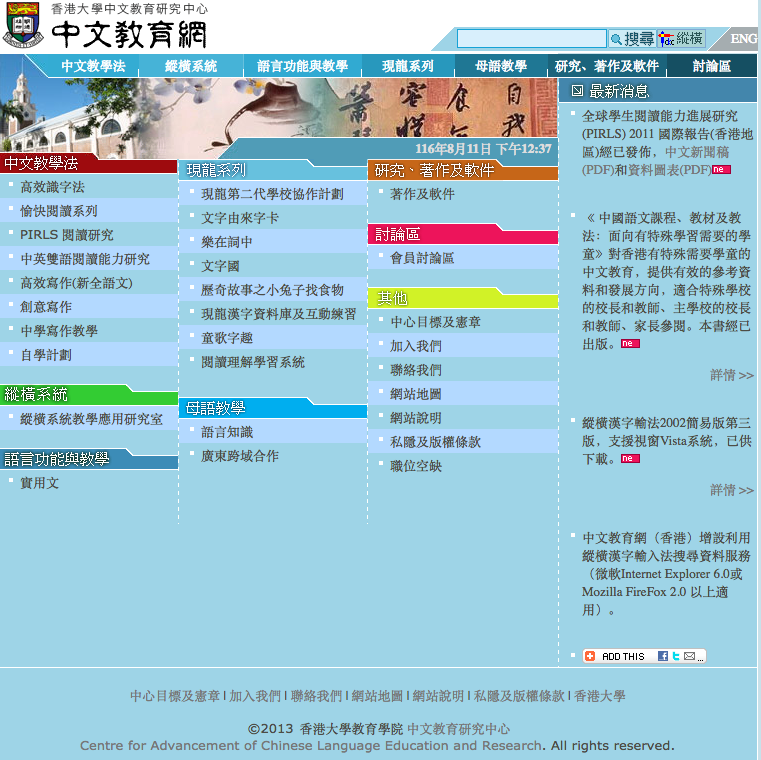 香港大學中文教育研究中心
中文教育網
搜尋
縱橫
ENG
中文教學法
縱橫系統
語言功能與教學
現龍系列
母語教學
研究、著作及軟件
討論區
116年8月11日 下午12:37
中文教學法
高效識字法
愉快閱讀系列
PIRLS 閱讀研究
中英雙語閱讀能力研究
高效寫作(新全語文)
創意寫作
中學寫作教學
自學計劃
縱橫系統
縱橫系統教學應用研究室
語言功能與教學
實用文
現龍系列
現龍第二代學校協作計劃
文字由來字卡
樂在詞中
文字國
歷奇故事之小兔子找食物
現龍漢字資料庫及互動練習
童歌字趣
閱讀理解學習系統
母語教學
語言知識
廣東跨域合作
研究、著作及軟件
著作及軟件
討論區
會員討論區
其他
中心目標及憲章
加入我們
聯絡我們
網站地圖
網站說明
私隱及版權條款
職位空缺
最新消息
全球學生閱讀能力進展研究
(PIRLS) 2011 國際報告(香港地
區)經已發佈，中文新聞稿
(PDF)和資料圖表(PDF) ne
《 中國語文課程、教材及教
法：面向有特殊學習需要的學
童》對香港有特殊需要學童的
中文教育，提供有效的參考資
料和發展方向，適合特殊學校
的校長和教師、主學校的校長
和教師、家長參閱。本書經已
出版。 ne
詳情 >>
縱橫漢字輸法2002簡易版第三
版，支援視窗Vista系統，已供
下載。 ne
詳情 >>
中文教育網（香港）增設利用
縱橫漢字輸入法搜尋資料服務
（微軟Internet Explorer 6.0或
Mozilla FireFox 2.0 以上適
用）。
ADD THIS
中心目標及憲章 | 加入我們 | 聯絡我們 | 網站地圖 | 網站說明 | 私隱及版權條款 | 香港大學
©2013 香港大學教育學院 中文教育研究中心
Centre for Advancement of Chinese Language Education and Research. All rights reserved.